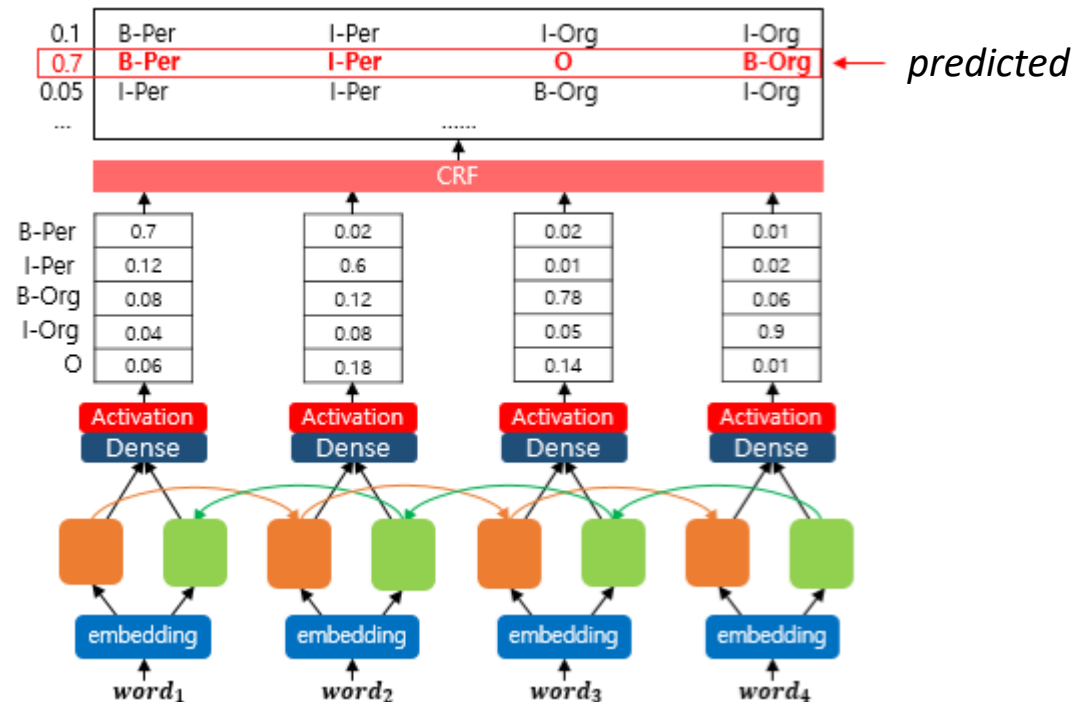 0.1 B-Per I-Per I-Org I-Org
0.7 B-Per I-Per O B-Org predicted
0.05 I-Per I-Per B-Org I-Org
... ......
CRF
B-Per 0.7 0.02 0.02 0.01
I-Per 0.12 0.6 0.01 0.02
B-Org 0.08 0.12 0.78 0.06
I-Org 0.04 0.08 0.05 0.9
O 0.06 0.18 0.14 0.01
Activation Activation Activation Activation
Dense Dense Dense Dense
embedding embedding embedding embedding
word₁ word₂ word₃ word₄